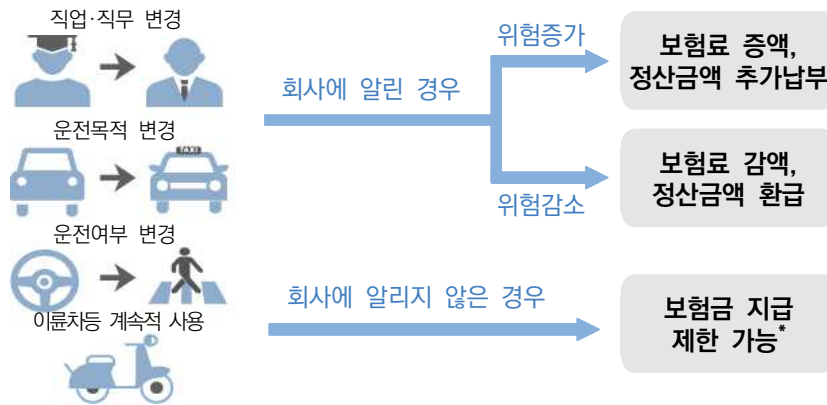 직업·직무 변경
운전목적 변경
TAXI
운전여부 변경
이륜차등 계속적 사용
회사에 알린 경우
위험증가
위험감소
보험료 증액,
정산금액 추가납부
보험료 감액,
정산금액 환급
회사에 알리지 않은 경우
보험금 지급
제한 가능*